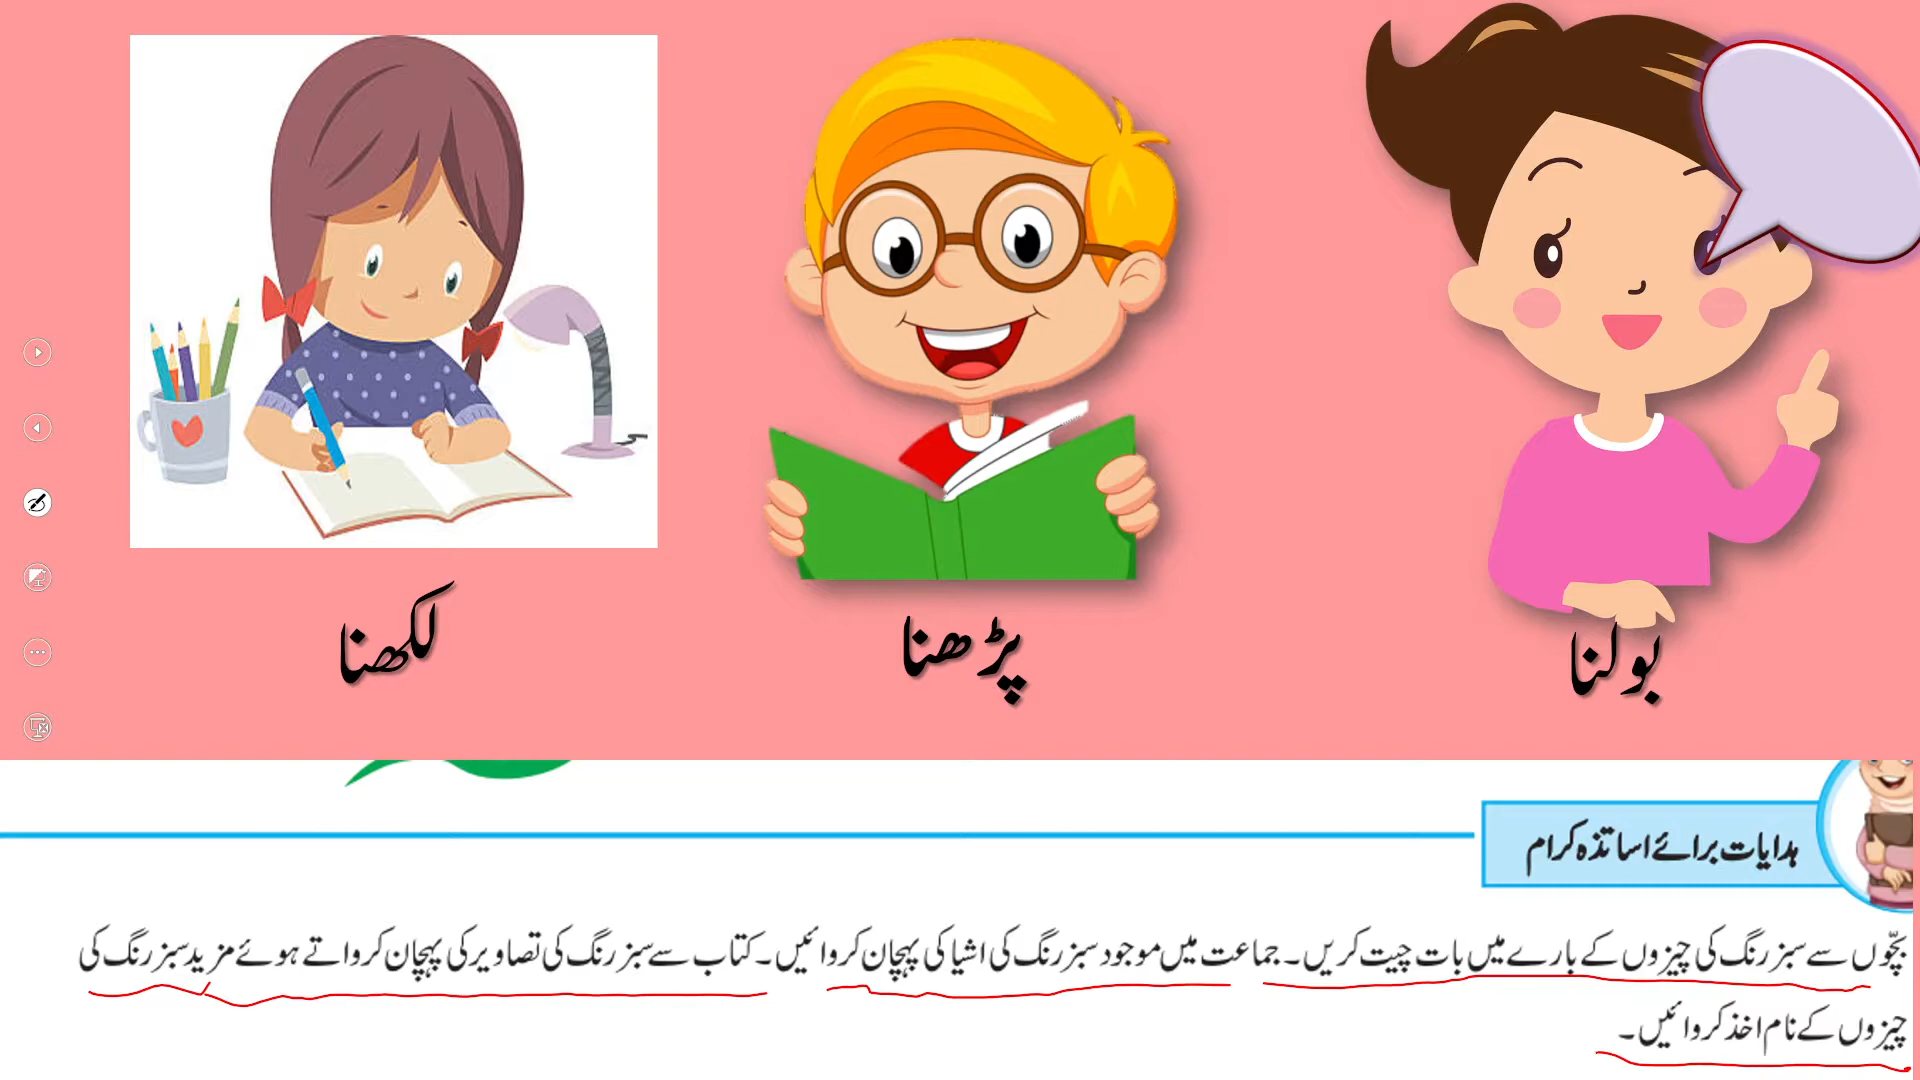 بولنا
پڑھنا
لکھنا
ہدایات برائے اساتذہ کرام
بچّوں سے سبز رنگ کی چیزوں کے بارے میں بات چیت کریں۔ جماعت میں موجود سبز رنگ کی اشیا کی پہچان کروائیں۔ کتاب سے سبز رنگ کی تصاویر کی پہچان کرواتے ہوئے مزید سبز رنگ کی
چیزوں کے نام اخذ کروائیں۔